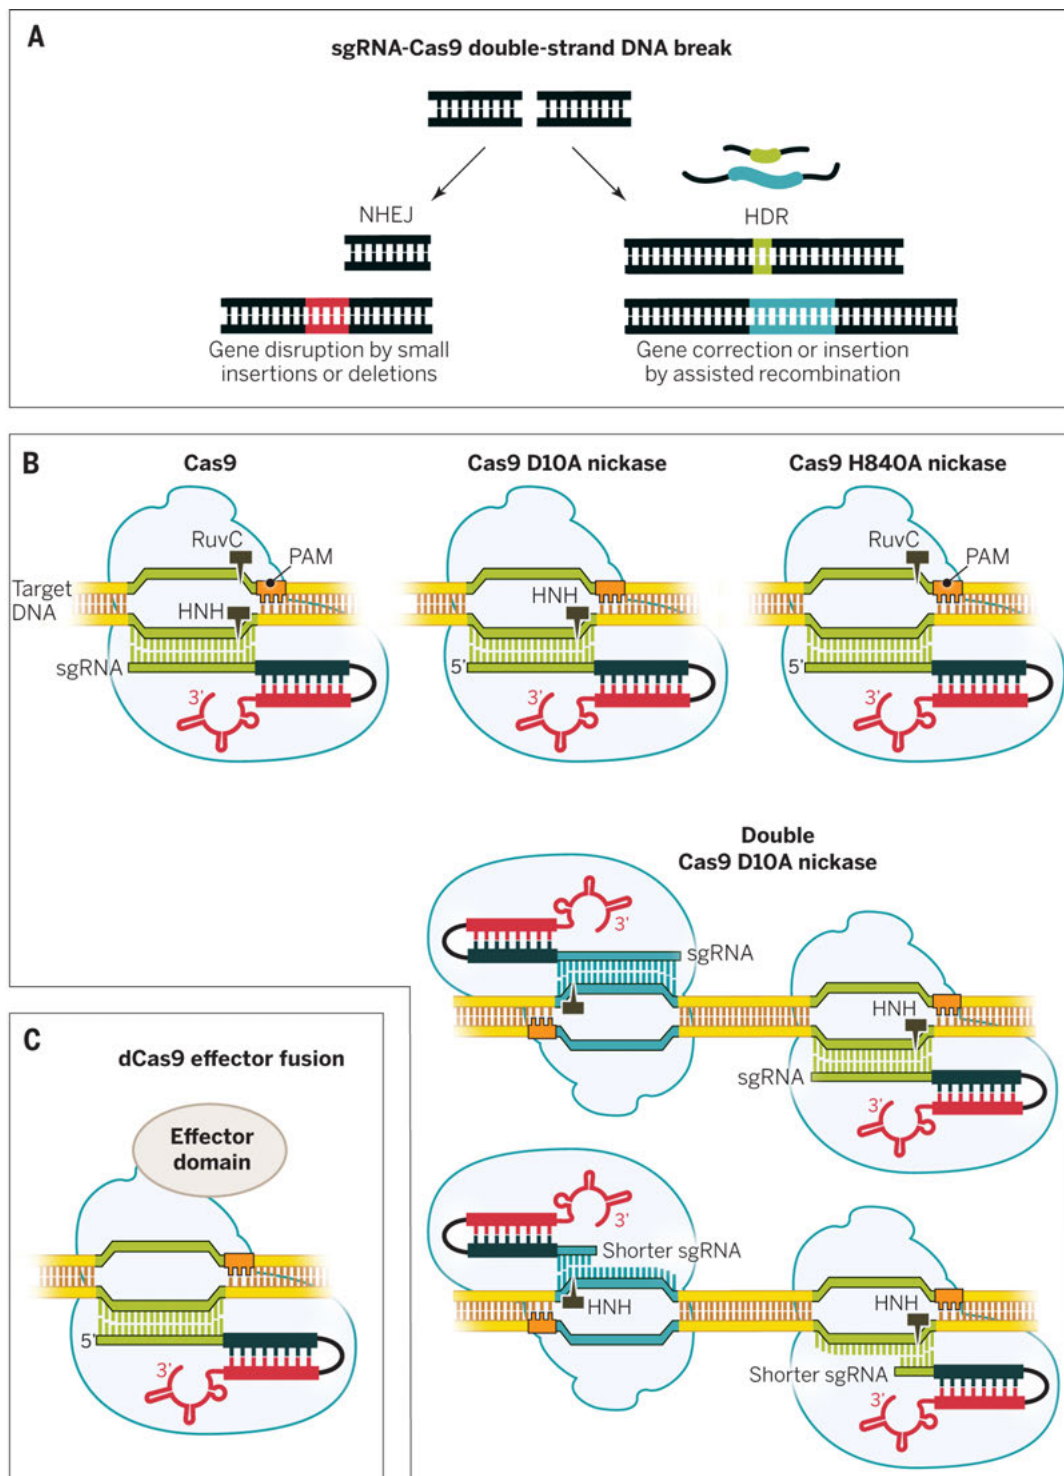 A
sgRNA-Cas9 double-strand DNA break
NHEJ
HDR
Gene disruption by small
insertions or deletions
Gene correction or insertion
by assisted recombination
B
Cas9
Cas9 D10A nickase
Cas9 H840A nickase
RuvC
PAM
Target
DNA
HNH
sgRNA
3'
HNH
5'
3'
RuvC
PAM
5'
3'
Double
Cas9 D10A nickase
3'
sgRNA
HNH
sgRNA
3'
3'
Shorter sgRNA
HNH
HNH
Shorter sgRNA
3'
C
dCas9 effector fusion
Effector
domain
5'
3'